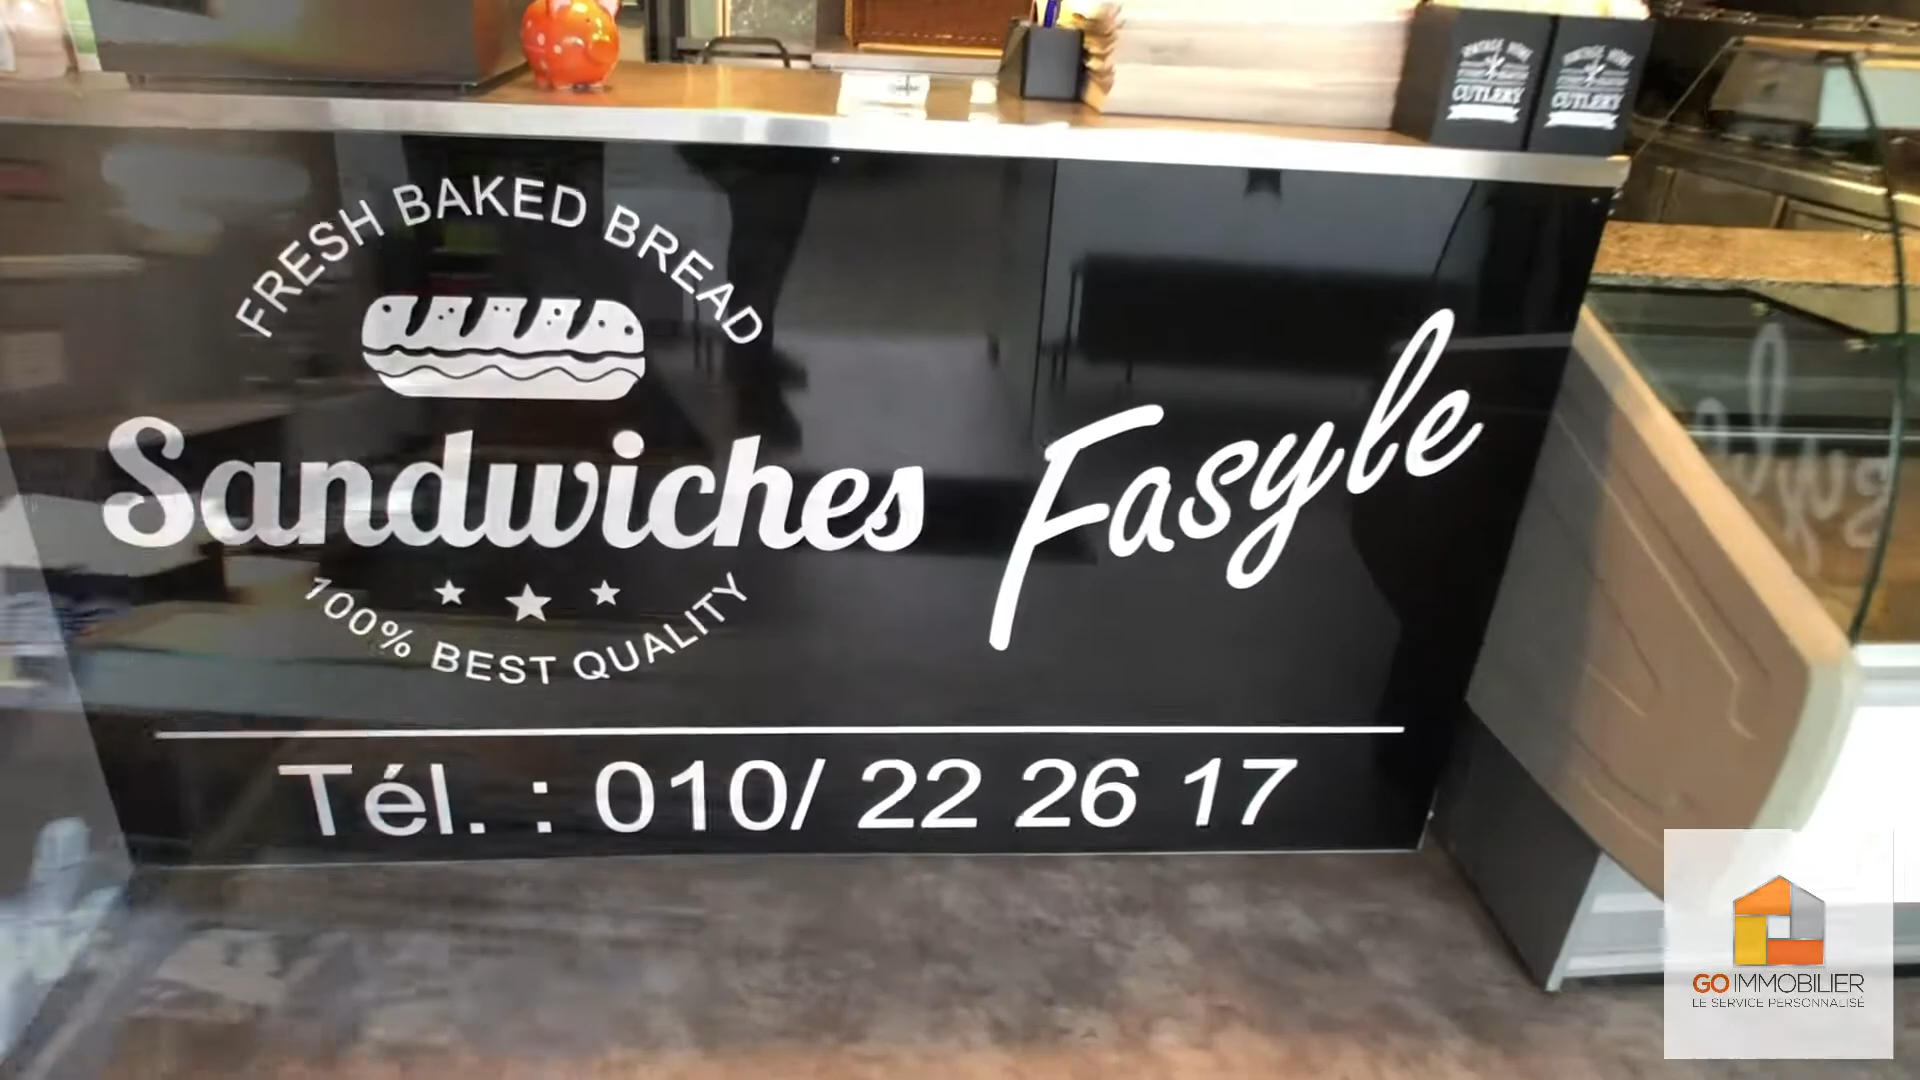 CUTLERY
CUTLERY
FRESH BAKED BREAD
Sandwiches Fasyle
100% BEST QUALITY
Tél. : 010/ 22 26 17
GO IMMOBILIER
LE SERVICE PERSONNALISÉ